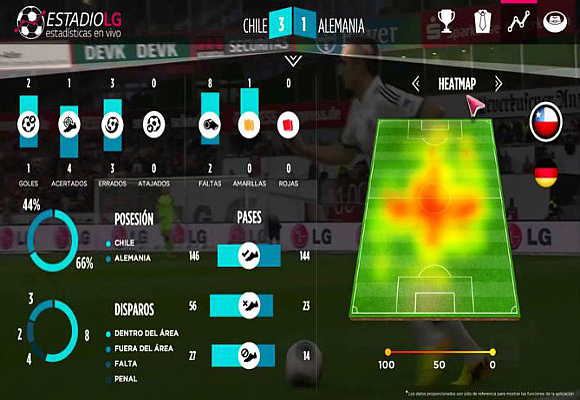 ESTADIOLG
estadísticas en vivo
CHILE 3 1 ALEMANIA
HEATMAP
2 1 3 0 8 1 0
1 4 3 0 2 0 0
GOLES ACERTADOS ERRADOS ATAJADOS FALTAS AMARILLAS ROJAS
44%
66%
POSESIÓN
CHILE
ALEMANIA
PASES
146 144
56 23
27 14
DISPAROS
DENTRO DEL ÁREA
FUERA DEL ÁREA
FALTA
PENAL
3
2
4
8
100 50 0
*Los datos proporcionados son sólo de referencia para mostrar las funciones de la aplicación
LG
LG
LG